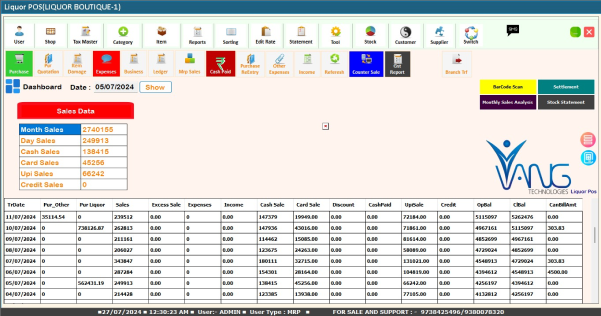 Liquor POS(LIQUOR BOUTIQUE-1)
User Shop Tax Master Category Item Reports Sorting Edit Rate Statement Tool Stock Customer Supplier Switch SMS
Purchase Pur Quotation Item Damage Expenses Business Ledger Mrp Sales Cash Paid Purchase Delivery Other Expenses Income Referesh Counter Sale Gst Report Branch Trf
Dashboard Date : 05/07/2024 Show
BarCode Scan Settlement
Monthly Sales Analysis Stock Statement
Sales Data
Month Sales 2740155
Day Sales 249913
Cash Sales 138415
Card Sales 45256
Upi Sales 66242
Credit Sales 0
VANUS
TECHNOLOGIES Liquor Pos
TrDate Pur_Other Pur Liquor Sales Excess Sale Expenses Income Cash Sale Card Sale Discount CashPaid UpiSale Credit OpBal ClBal CanBillAmt
11/07/2024 35114.54 0 239512 0.00 0.00 0.00 147379 19949.00 0.00 0.00 72184.00 0.00 5115097 5262476 0.00
10/07/2024 0 738126.87 262813 0.00 0.00 0.00 147936 43016.00 0.00 0.00 71861.00 0.00 4967161 5115097 303.83
09/07/2024 0 0 211161 0.00 0.00 0.00 114462 15085.00 0.00 0.00 81614.00 0.00 4852699 4967161 0.00
08/07/2024 0 0 206027 0.00 0.00 0.00 123675 24263.00 0.00 0.00 58089.00 0.00 4729024 4852699 0.00
07/07/2024 0 0 343847 0.00 0.00 0.00 180111 32715.00 0.00 0.00 131021.00 0.00 4548913 4729024 303.83
06/07/2024 0 0 287284 0.00 0.00 0.00 154301 28164.00 0.00 0.00 104819.00 0.00 4394612 4548913 4500.00
05/07/2024 0 562431.19 249913 0.00 0.00 0.00 138415 45256.00 0.00 0.00 66242.00 0.00 4256197 4394612 0.00
04/07/2024 0 0 214428 0.00 0.00 0.00 123385 13938.00 0.00 0.00 77105.00 0.00 4132812 4256197 0.00
27/07/2024 12:30:23 AM User:- ADMIN User Type : MRP FOR SALE AND SUPPORT : - 9738425496/9380078320